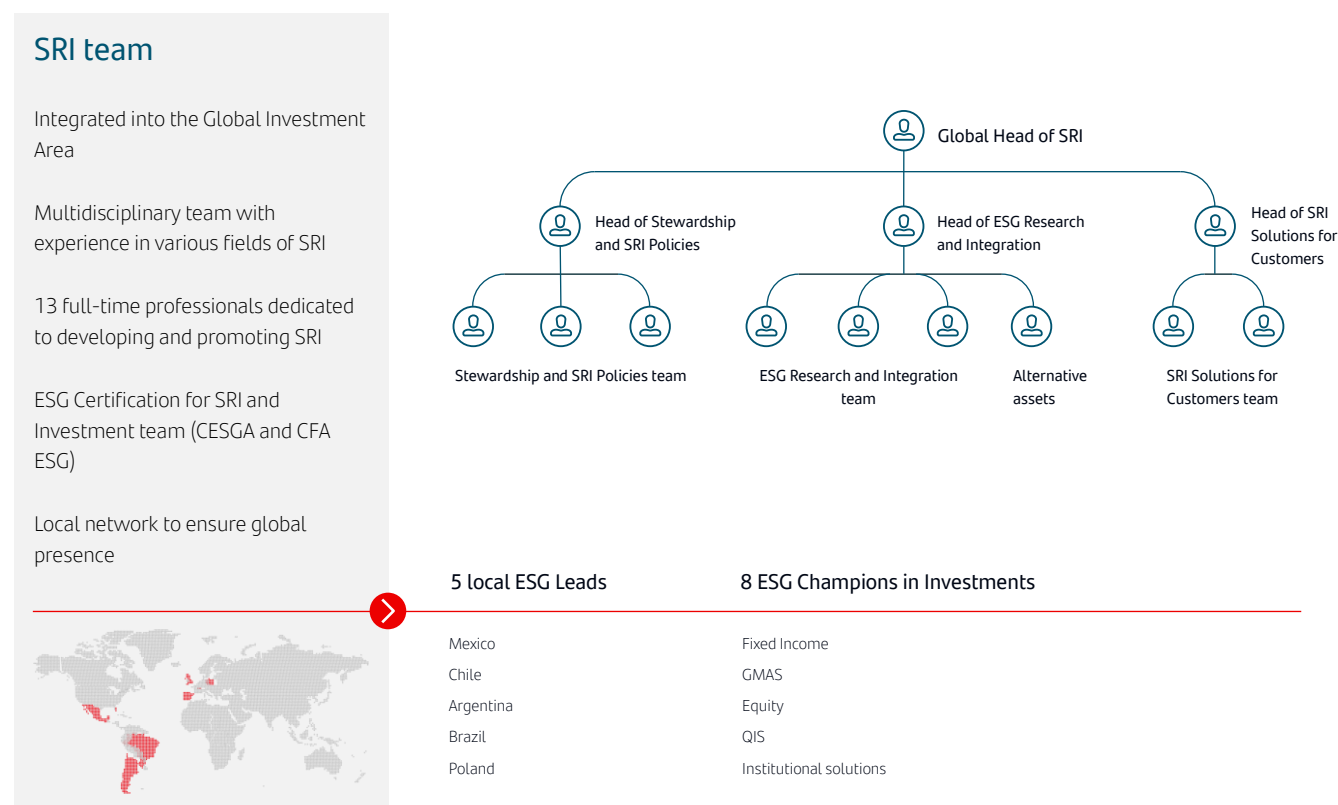 SRI team
Integrated into the Global Investment
Area
Multidisciplinary team with
experience in various fields of SRI
13 full-time professionals dedicated
to developing and promoting SRI
ESG Certification for SRI and
Investment team (CESGA and CFA
ESG)
Local network to ensure global
presence
Global Head of SRI
Head of Stewardship
and SRI Policies
Head of ESG Research
and Integration
Head of SRI
Solutions for
Customers
Stewardship and SRI Policies team
ESG Research and Integration
team
Alternative
assets
SRI Solutions for
Customers team
5 local ESG Leads
Mexico
Chile
Argentina
Brazil
Poland
8 ESG Champions in Investments
Fixed Income
GMAS
Equity
QIS
Institutional solutions